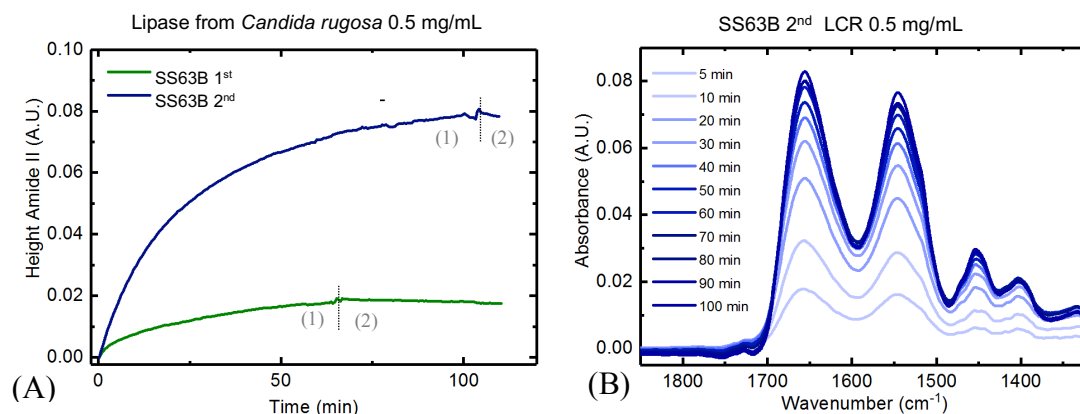 Lipase from Candida rugosa 0.5 mg/mL
0.10
0.08
0.06
0.04
0.02
0.00
Height Amide II (A.U.)
SS63B 1st
SS63B 2nd
-
(1)
(2)
(1)
(2)
0
50
100
Time (min)
(A)
SS63B 2nd LCR 0.5 mg/mL
0.08
0.06
0.04
0.02
0.00
Absorbance (A.U.)
5 min
10 min
20 min
30 min
40 min
50 min
60 min
70 min
80 min
90 min
100 min
1800
1700
1600
1500
1400
Wavenumber (cm-1)
(B)